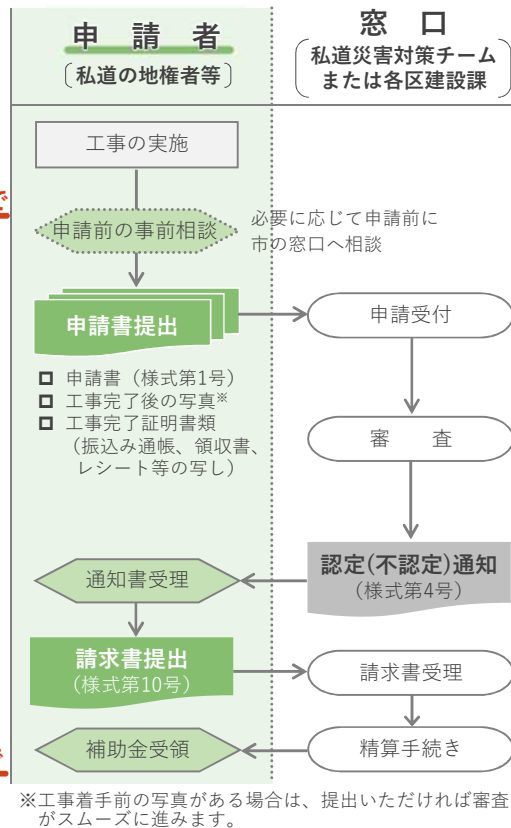 申請者
〔私道の地権者等〕
窓口
私道災害対策チーム
または各区建設課
工事の実施
申請前の事前相談
必要に応じて申請前に
市の窓口へ相談
申請書提出
申請受付
申請書（様式第1号）
工事完了後の写真※
工事完了証明書類
（振込み通帳、領収書、
レシート等の写し）
審査
認定(不認定)通知
(様式第4号)
通知書受理
請求書提出
(様式第10号)
請求書受理
補助金受領
精算手続き
※工事着手前の写真がある場合は、提出いただければ審査
がスムーズに進みます。